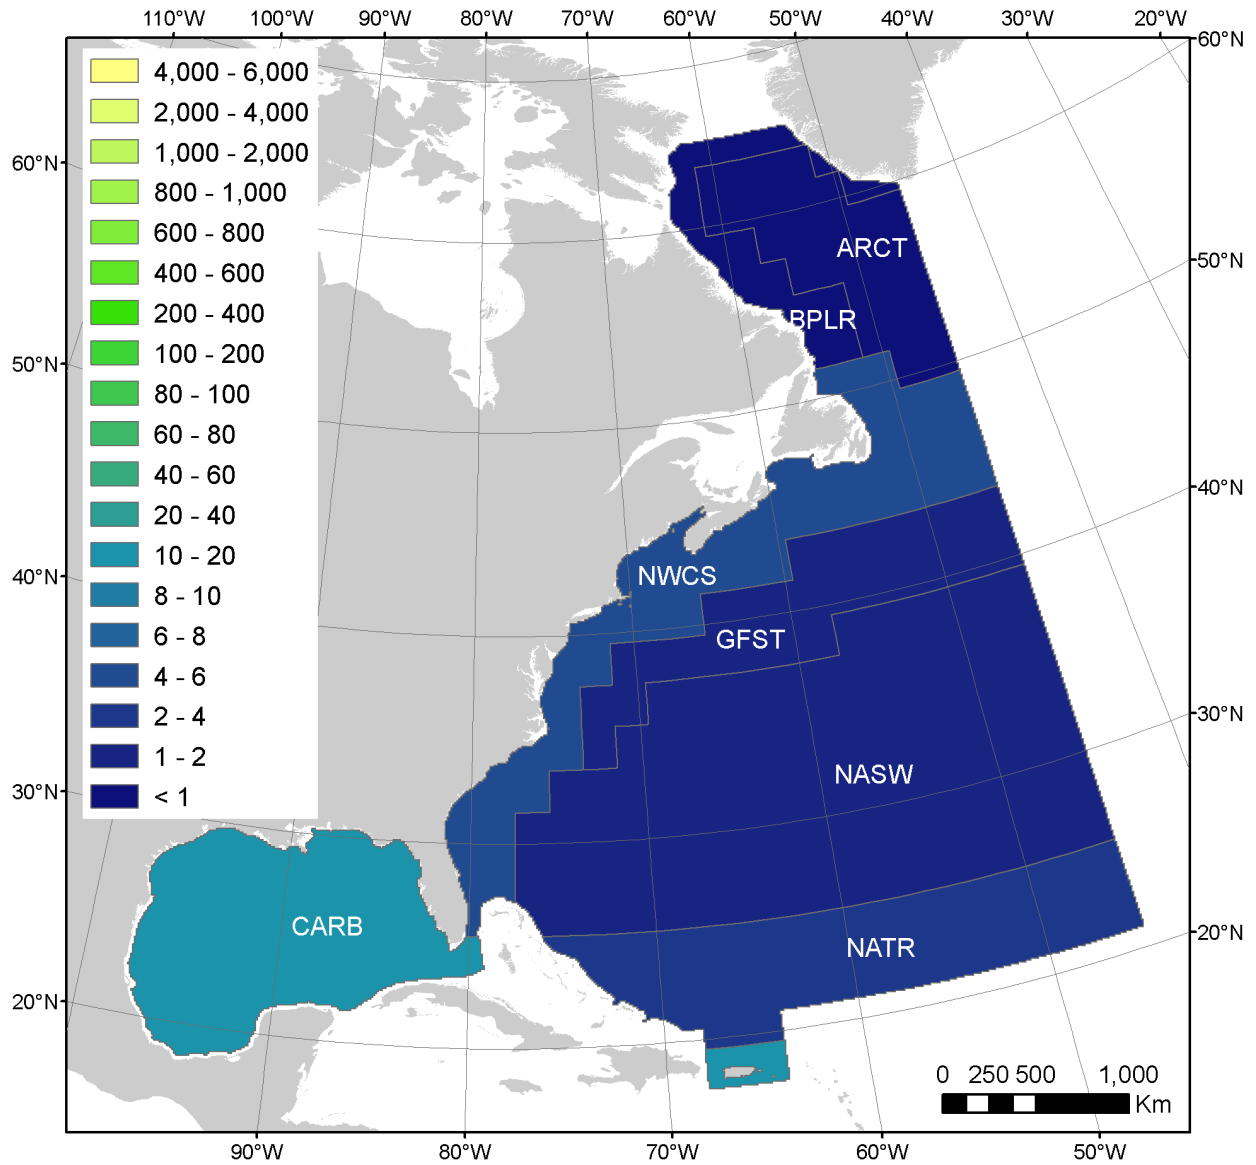 110°W 100°W 90°W 80°W 70°W 60°W 50°W 40°W 30°W 20°W
60°N
4,000 - 6,000
2,000 - 4,000
1,000 - 2,000
60°N
800 - 1,000
600 - 800
ARCT
50°N
400 - 600
200 - 400
BPLR
100 - 200
50°N
80 - 100
60 - 80
40 - 60
40°N
20 - 40
10 - 20
40°N
NWCS
8 - 10
6 - 8
GFST
4 - 6
2 - 4
30°N
1 - 2
NASW
30°N
< 1
CARB
20°N
NATR
20°N
0 250 500 1,000
Km
90°W 80°W 70°W 60°W 50°W